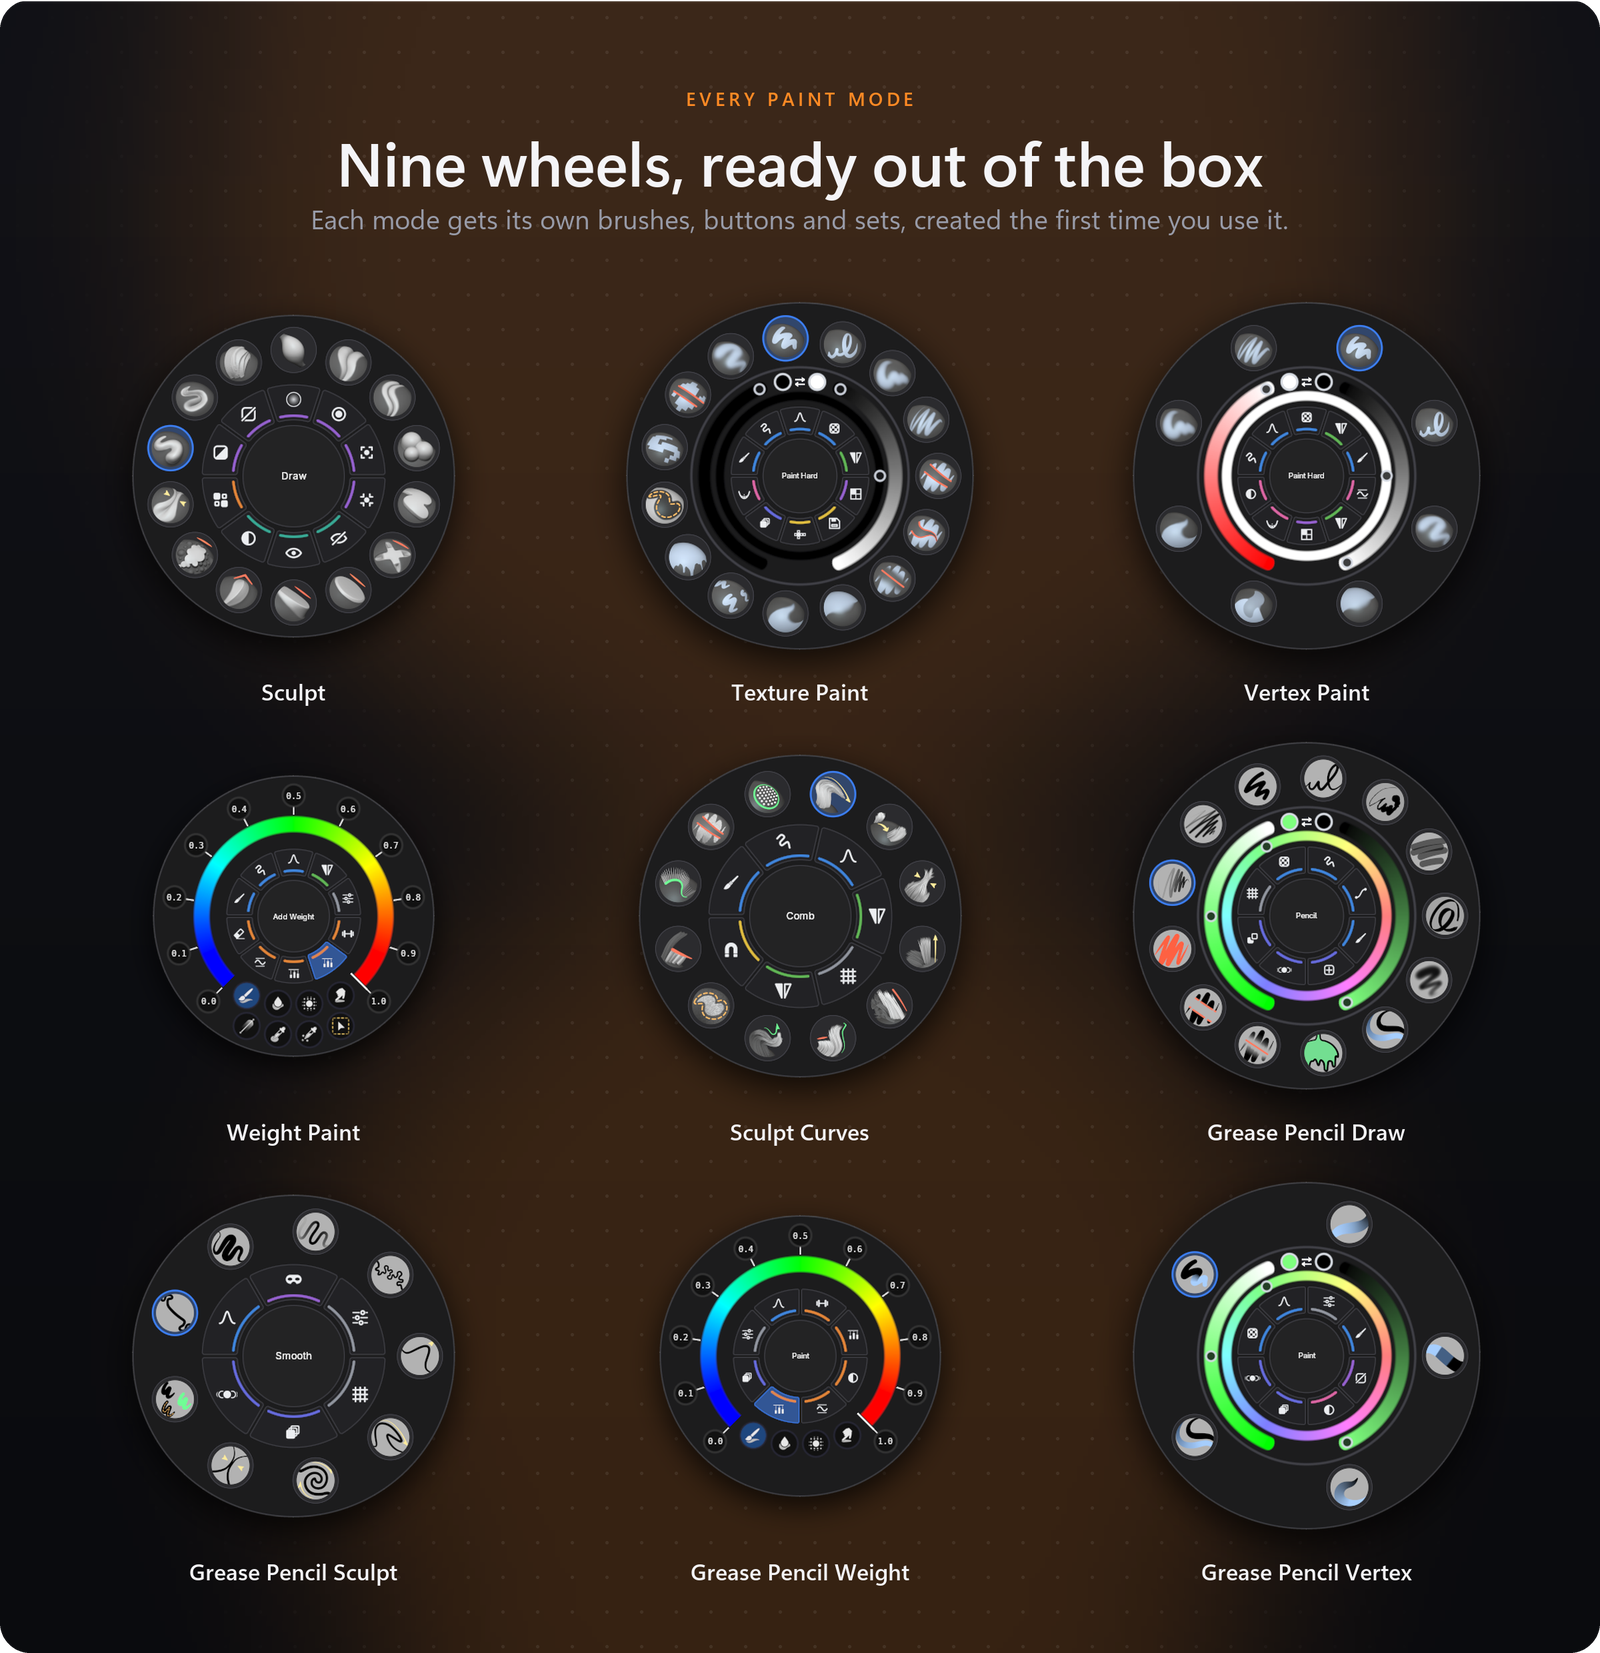 EVERY PAINT MODE
Nine wheels, ready out of the box
Each mode gets its own brushes, buttons and sets, created the first time you use it.
Draw
Paint Hard
Paint Hard
Sculpt
Texture Paint
Vertex Paint
0.5
0.4
0.6
0.3
0.7
0.2
0.8
0.1
0.9
0.0
1.0
Add Weight
Comb
Pencil
Weight Paint
Sculpt Curves
Grease Pencil Draw
Smooth
0.5
0.4
0.6
0.3
0.7
0.2
0.8
0.1
0.9
0.0
1.0
Paint
Paint
Grease Pencil Sculpt
Grease Pencil Weight
Grease Pencil Vertex